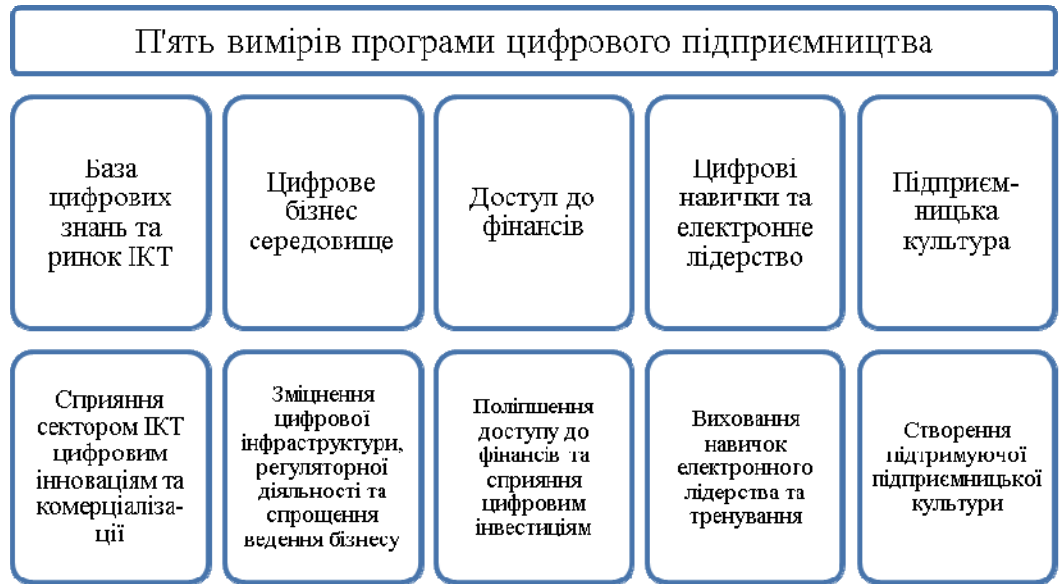 П'ять вимірів програми цифрового підприємництва
База
цифрових
знань та
ринок ІКТ
Цифрове
бізнес
середовище
Доступ до
фінансів
Цифрові
навички та
електронне
лідерство
Підприєм-
ницька
культура
Сприяння
сектором ІКТ
цифровим
інноваціям та
комерціаліза-
ції
Зміцнення
цифрової
інфраструктури,
регуляторної
діяльності та
спрощення
ведення бізнесу
Поліпшення
доступу до
фінансів та
сприяння
цифровим
інвестиціям
Виховання
навичок
електронного
лідерства та
тренування
Створення
підтримуючої
підприємницької
культури